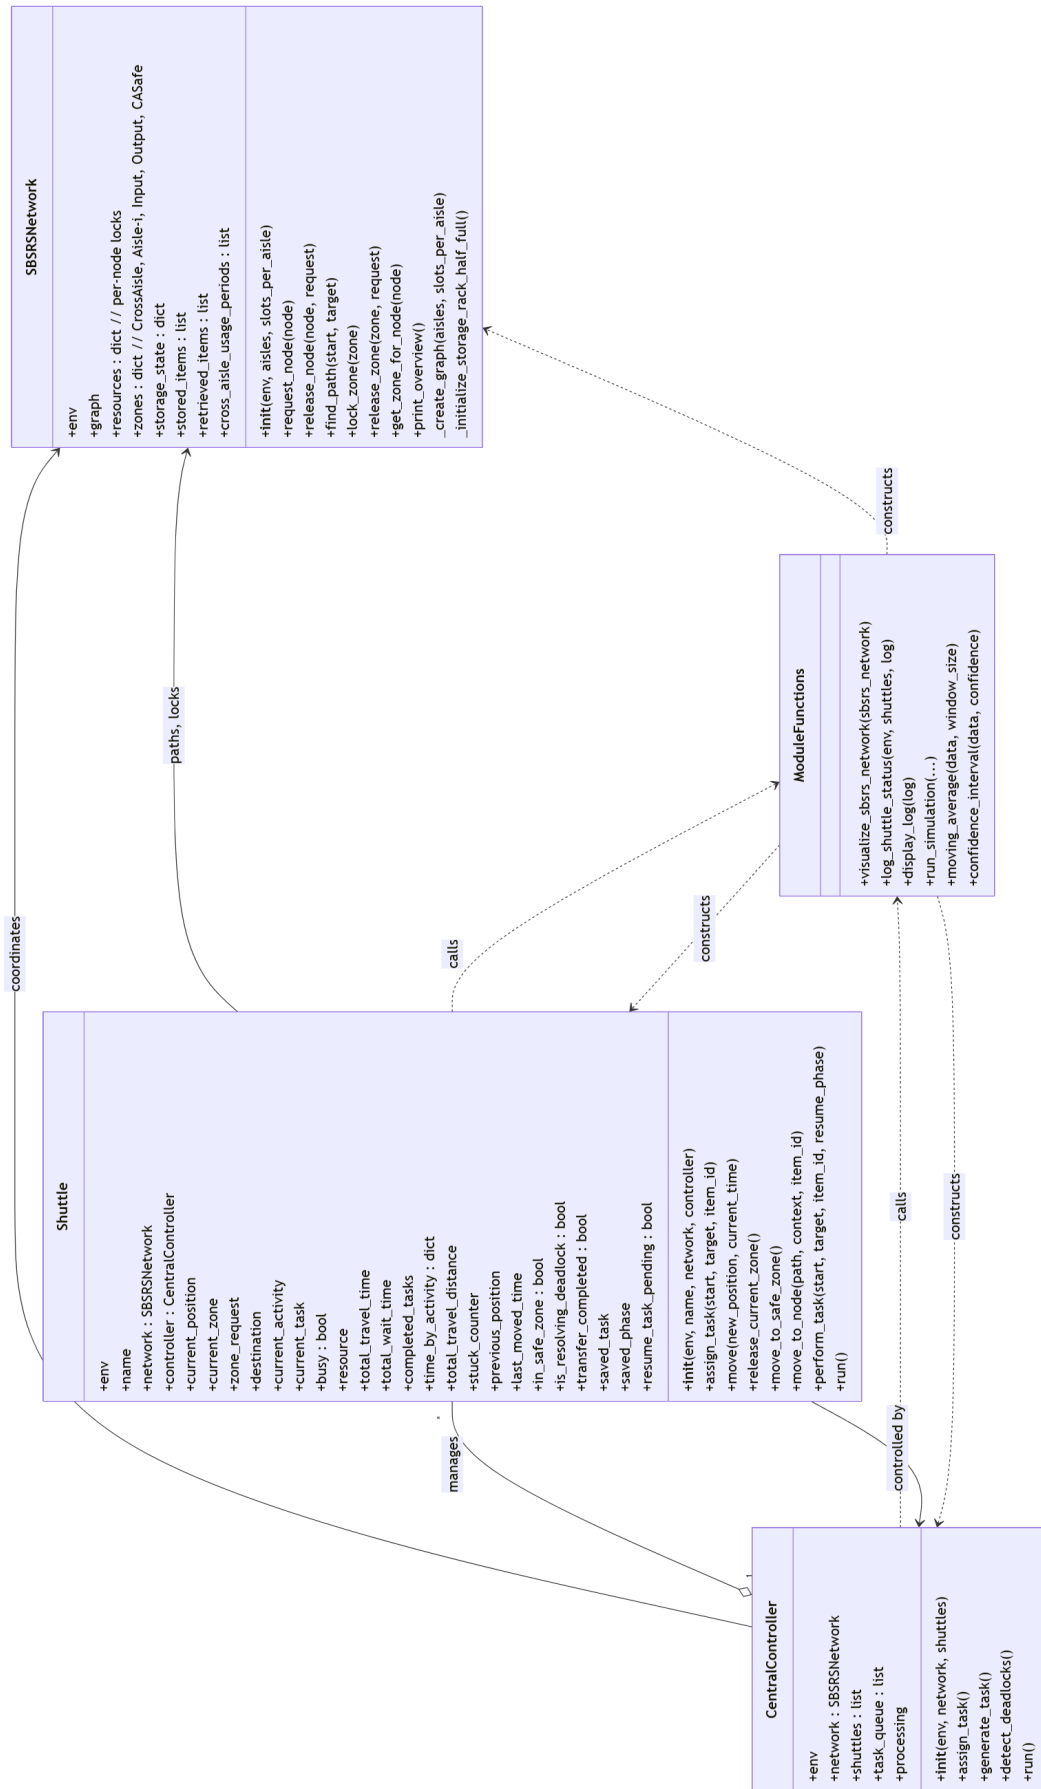 SBSRSNetwork
+env
+graph
+resources : dict // per-node locks
+zones : dict // CrossAisle, Aisle-i, Input, Output, CASafe
+storage_state : dict
+stored_items : list
+retrieved_items : list
+cross_aisle_usage_periods : list
+init(env, aisles, slots_per_aisle)
+request_node(node)
+release_node(node, request)
+find_path(start, target)
+lock_zone(zone)
+release_zone(zone, request)
+get_zone_for_node(node)
+print_overview()
_create_graph(aisles, slots_per_aisle)
_initialize_storage_rack_half_full()
constructs
ModuleFunctions
+visualize_sbsrs_network(sbsrs_network)
+log_shuttle_status(env, shuttles, log)
+display_log(log)
+run_simulation(...)
+moving_average(data, window_size)
+confidence_interval(data, confidence)
coordinates
paths, locks
calls
constructs
Shuttle
+env
+name
+network : SBSRSNetwork
+controller : CentralController
+current_position
+current_zone
+zone_request
+destination
+current_activity
+current_task
+busy : bool
+resource
+total_travel_time
+total_wait_time
+completed_tasks
+time_by_activity : dict
+total_travel_distance
+stuck_counter
+previous_position
+last_moved_time
+in_safe_zone : bool
+is_resolving_deadlock : bool
+transfer_completed : bool
+saved_task
+saved_phase
+resume_task_pending : bool
+init(env, name, network, controller)
+assign_task(start, target, item_id)
+move(new_position, current_time)
+release_current_zone()
+move_to_safe_zone()
+move_to_node(path, context, item_id)
+perform_task(start, target, item_id, resume_phase)
+run()
calls
constructs
*
manages
controlled by
1
CentralController
+env
+network : SBSRSNetwork
+shuttles : list
+task_queue : list
+processing
+init(env, network, shuttles)
+assign_task()
+generate_task()
+detect_deadlocks()
+run()